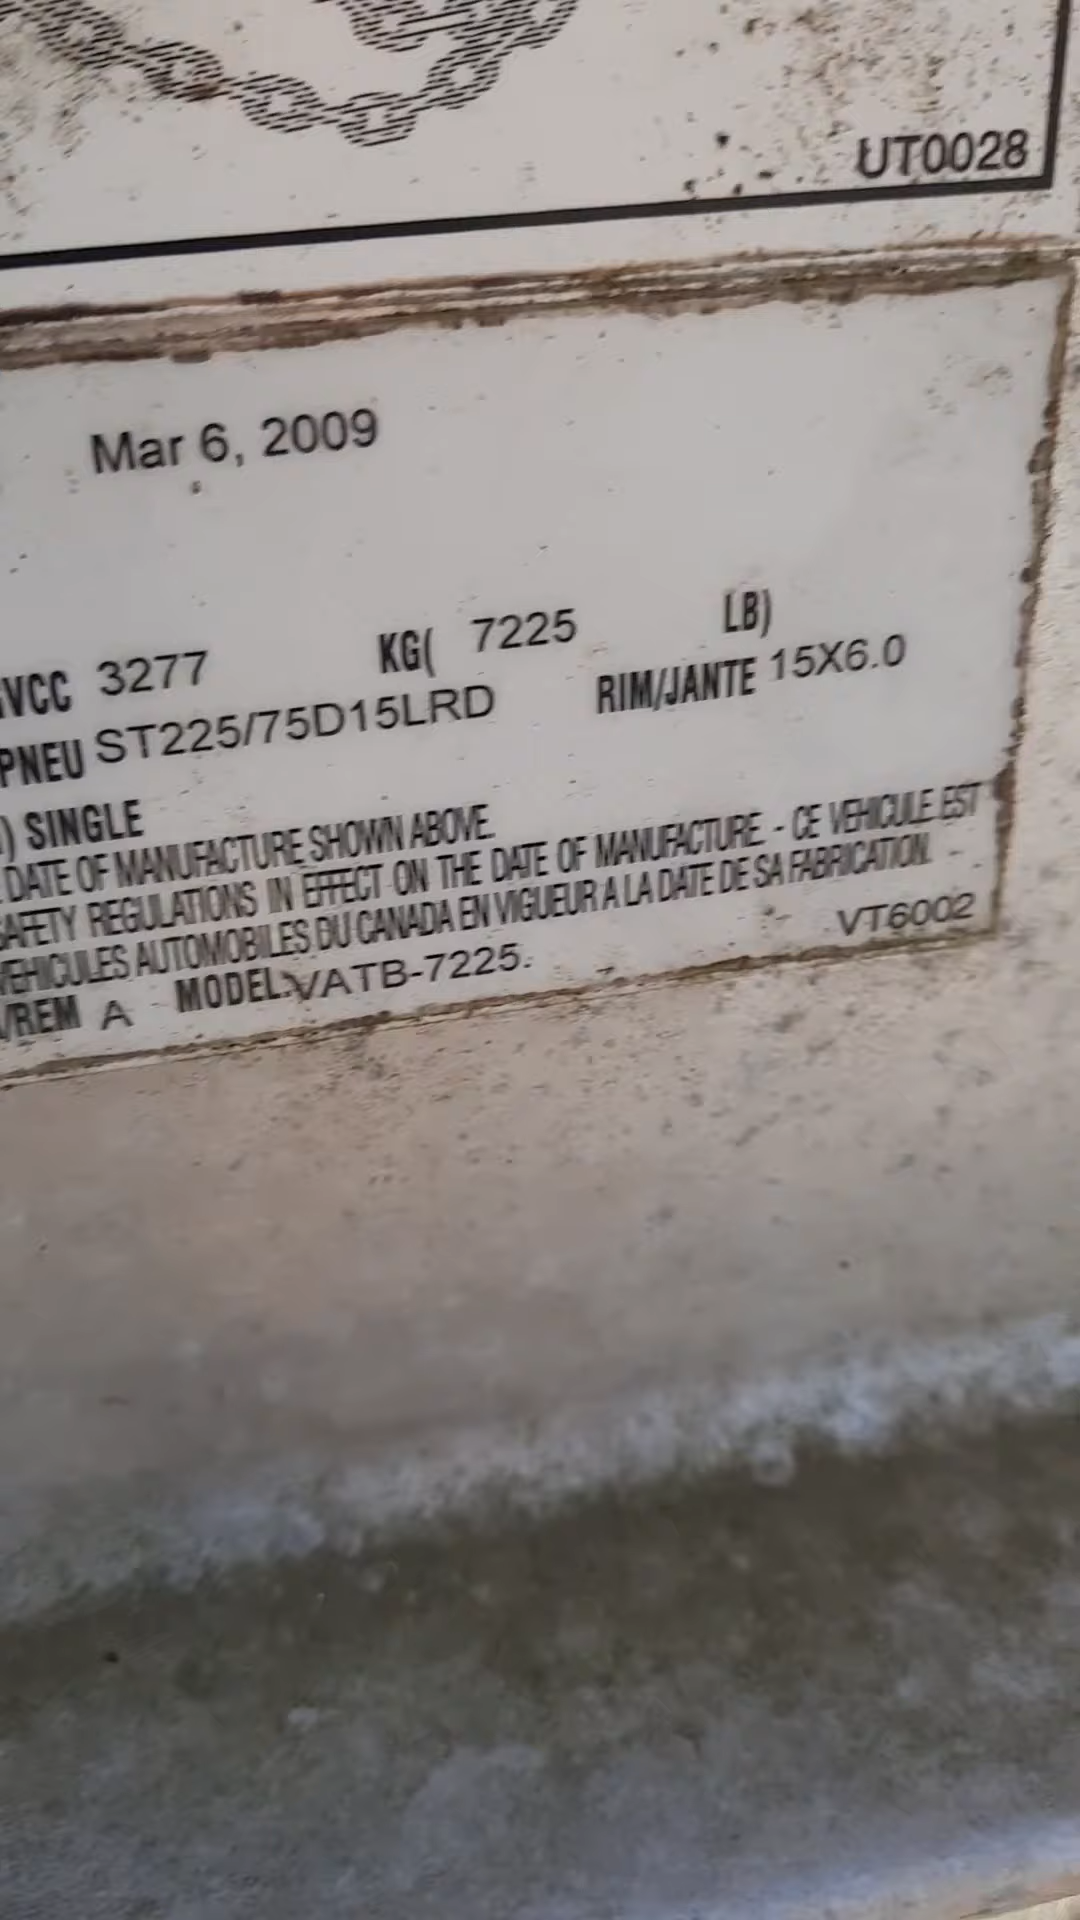 UT0028
Mar 6, 2009
VCC 3277 KG( 7225 LB)
PNEU ST225/75D15LRD RIM/JANTE 15X6.0
) SINGLE
DATE OF MANUFACTURE SHOWN ABOVE.
SAFETY REGULATIONS IN EFFECT ON THE DATE OF MANUFACTURE. - CE VEHICULE EST
VEHICULES AUTOMOBILES DU CANADA EN VIGUEUR A LA DATE DE SA FABRICATION.
VT6002
/REM A MODEL: VATB-7225.